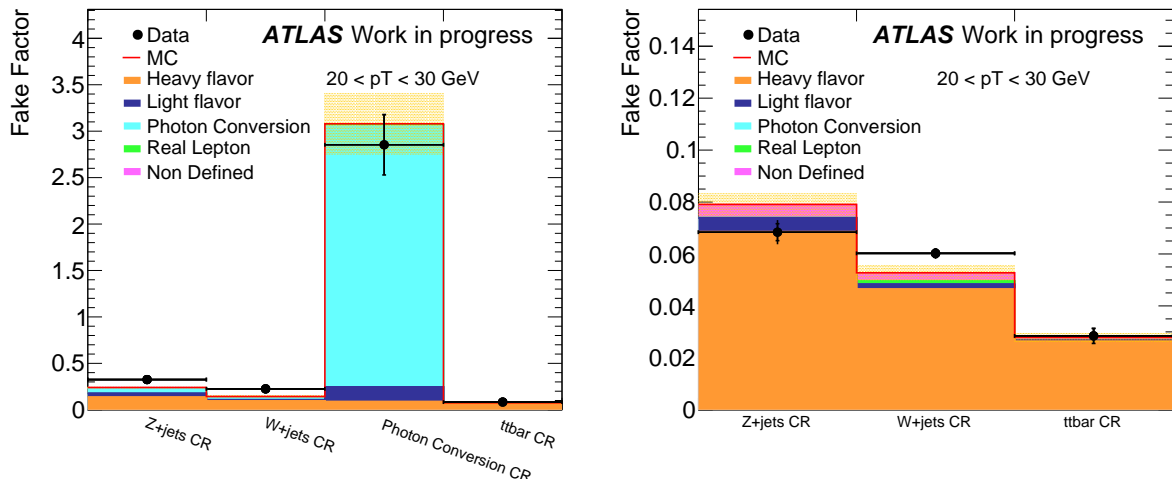 Fake Factor
4
3.5
3
2.5
2
1.5
1
0.5
0
ATLAS Work in progress
20 < pT < 30 GeV
Data
MC
Heavy flavor
Light flavor
Photon Conversion
Real Lepton
Non Defined
Z+jets CR
W+jets CR
Photon Conversion CR
ttbar CR
Fake Factor
0.14
0.12
0.1
0.08
0.06
0.04
0.02
0
ATLAS Work in progress
20 < pT < 30 GeV
Data
MC
Heavy flavor
Light flavor
Photon Conversion
Real Lepton
Non Defined
Z+jets CR
W+jets CR
ttbar CR